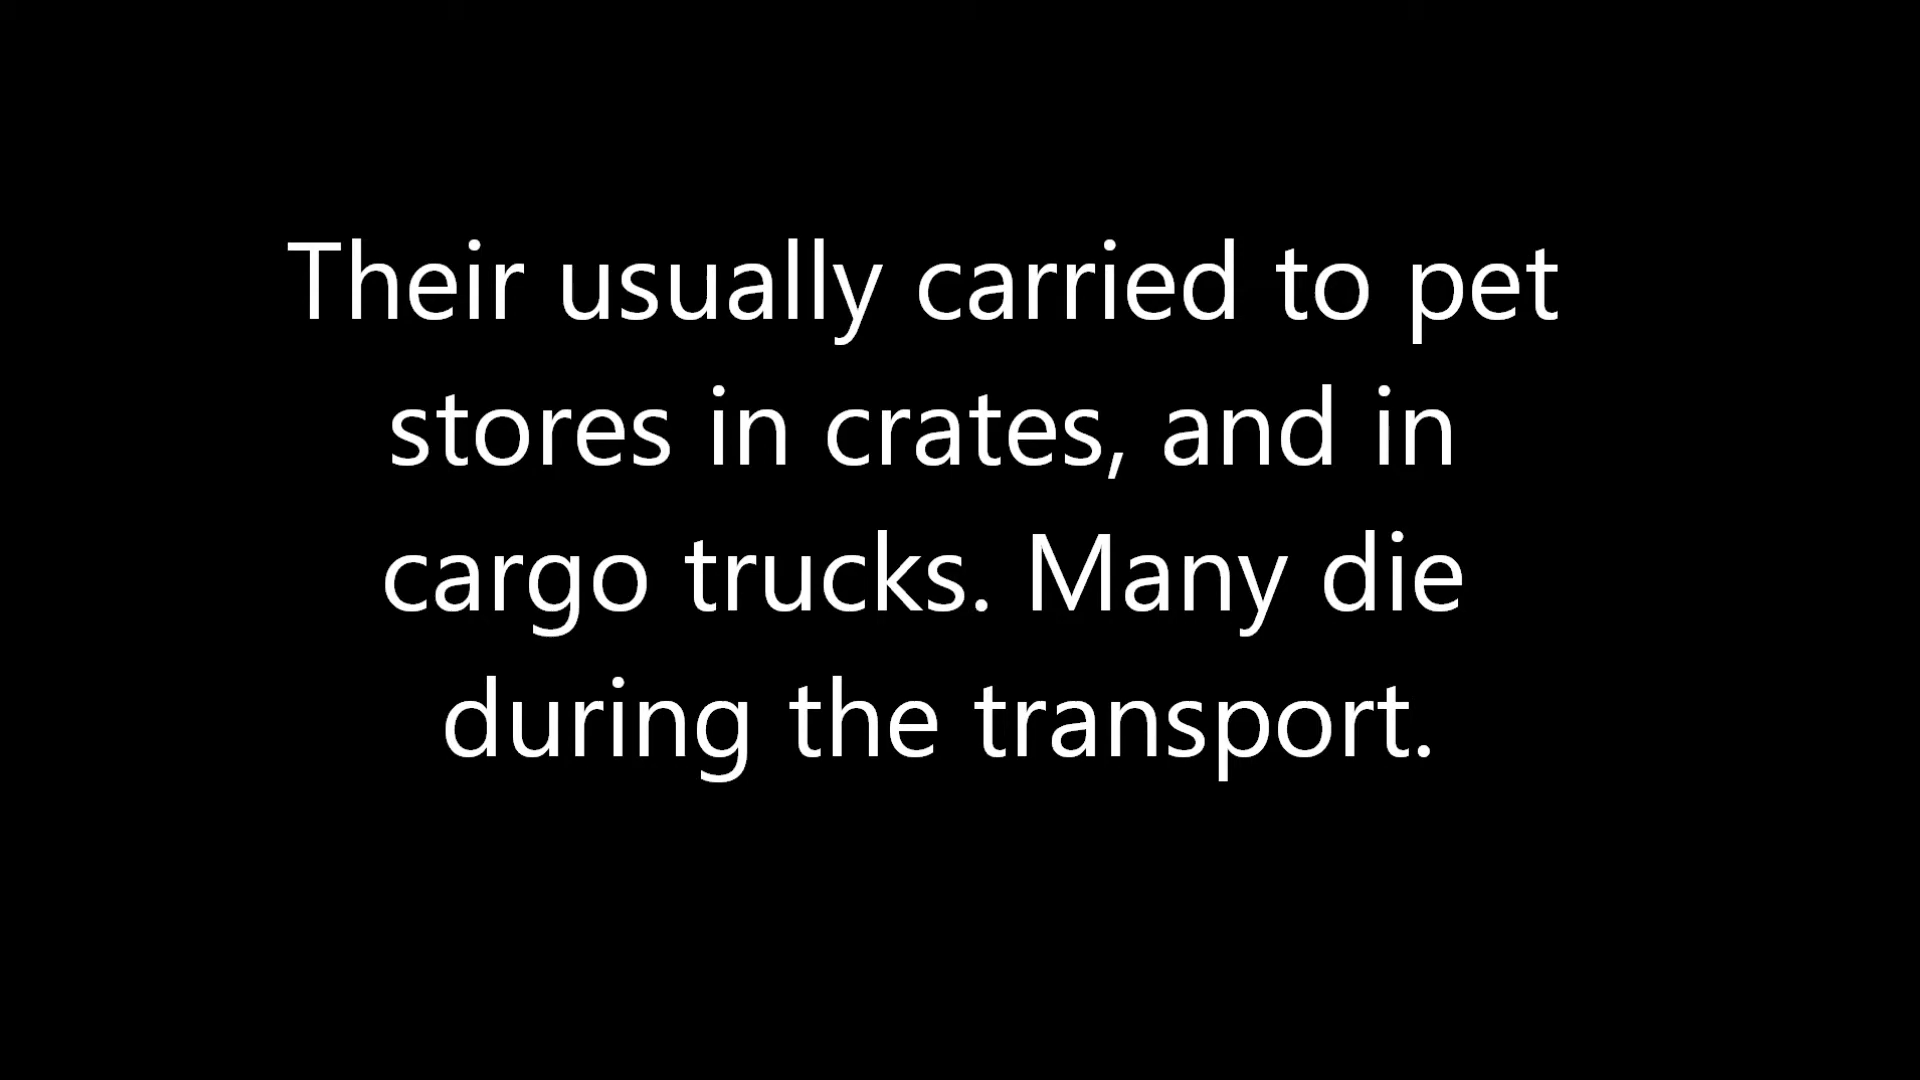 Their usually carried to pet
stores in crates, and in
cargo trucks. Many die
during the transport.